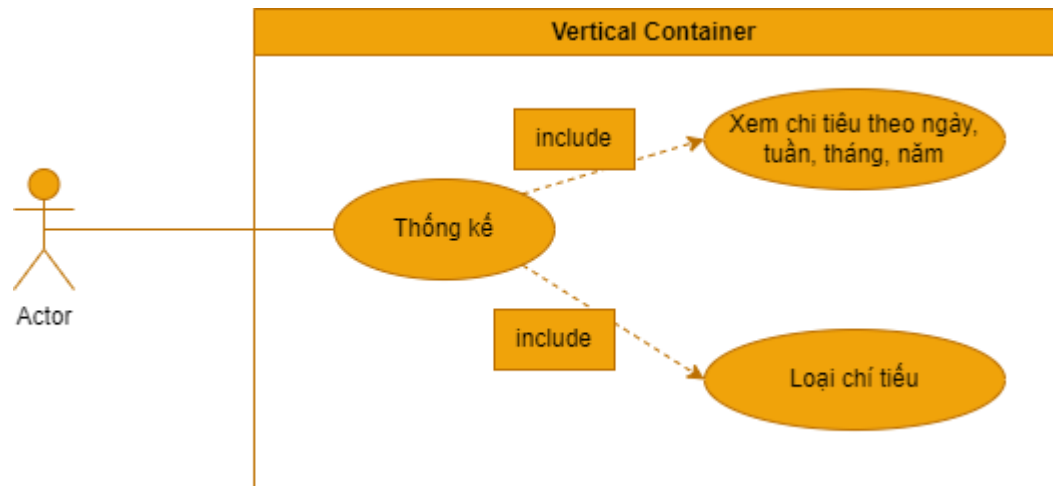 Vertical Container
include
Xem chi tiêu theo ngày,
tuần, tháng, năm
Thống kế
Actor
include
Loại chí tiếu